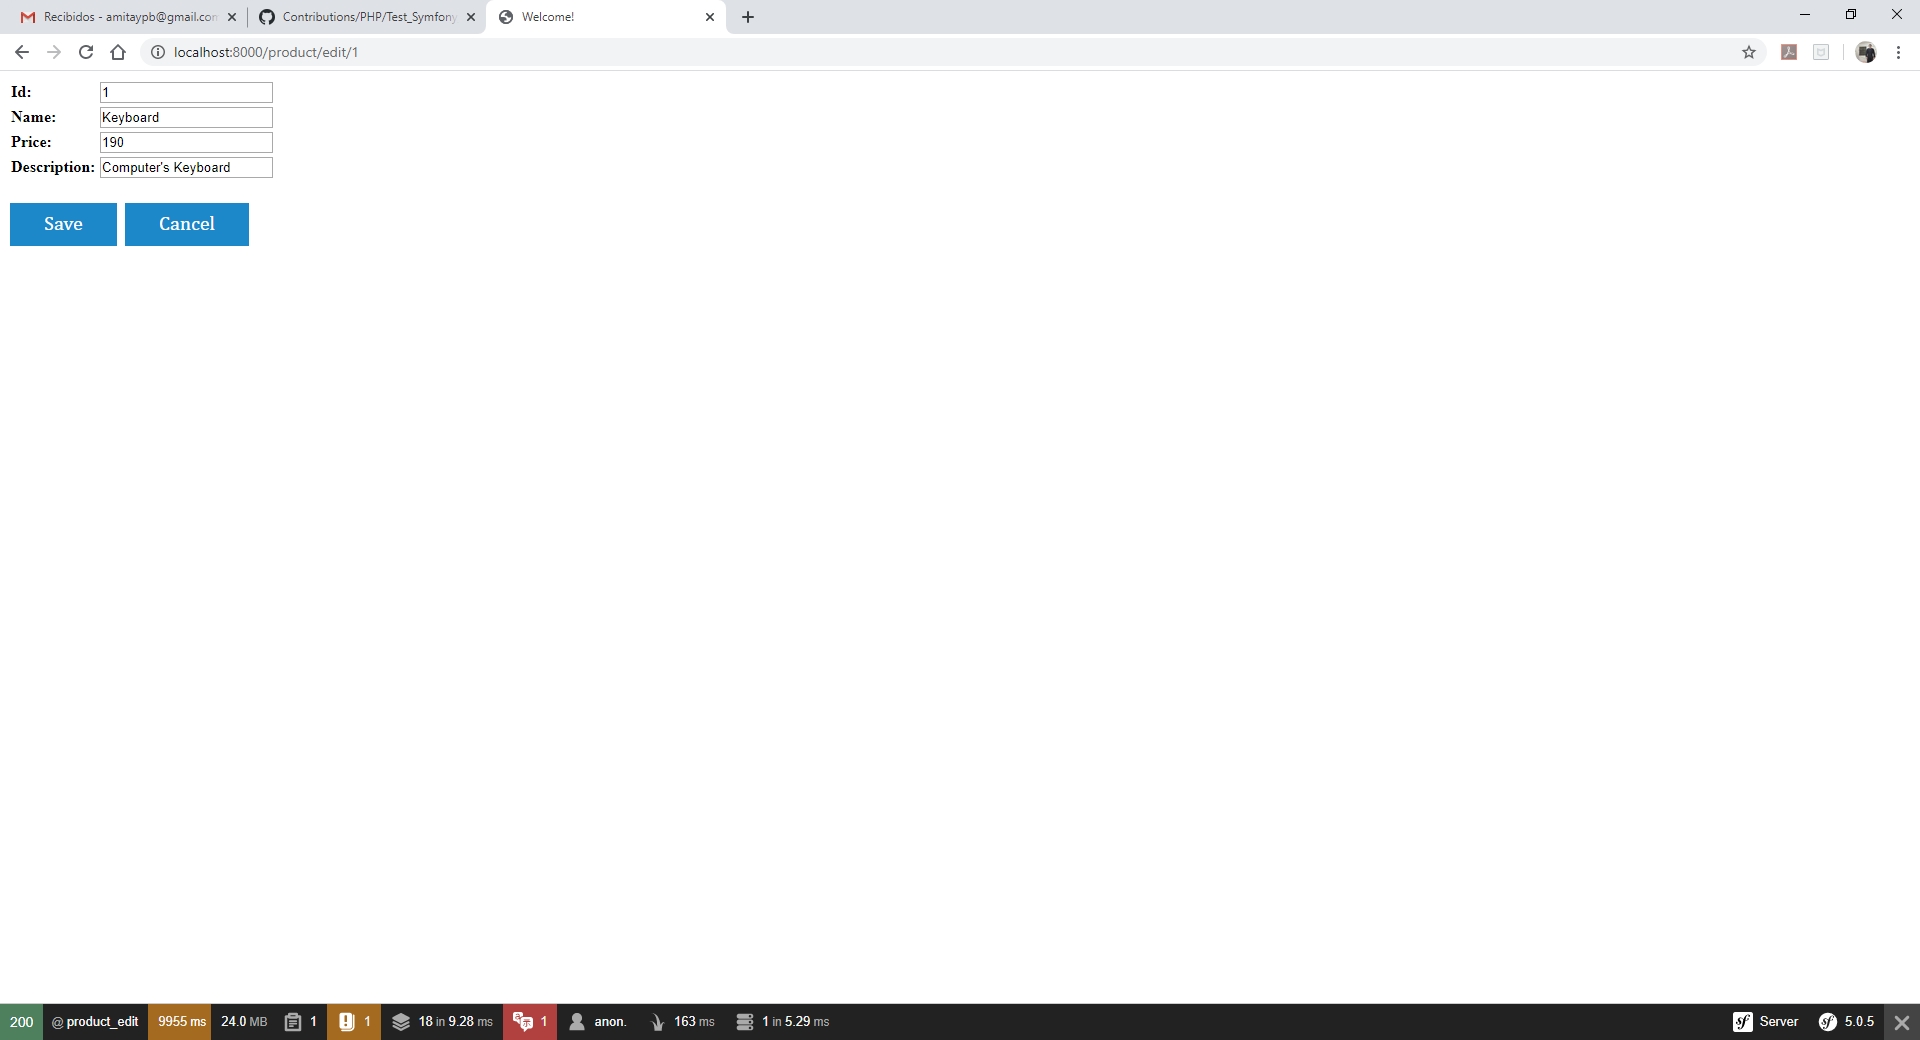 Recibidos - amitaypb@gmail.com
Contributions/PHP/Test_Symfony
Welcome!
localhost:8000/product/edit/1
Id: 1
Name: Keyboard
Price: 190
Description: Computer's Keyboard
Save Cancel
200 @ product_edit 9955 ms 24.0 MB 1 1 18 in 9.28 ms 1 anon. 163 ms 1 in 5.29 ms Server 5.0.5